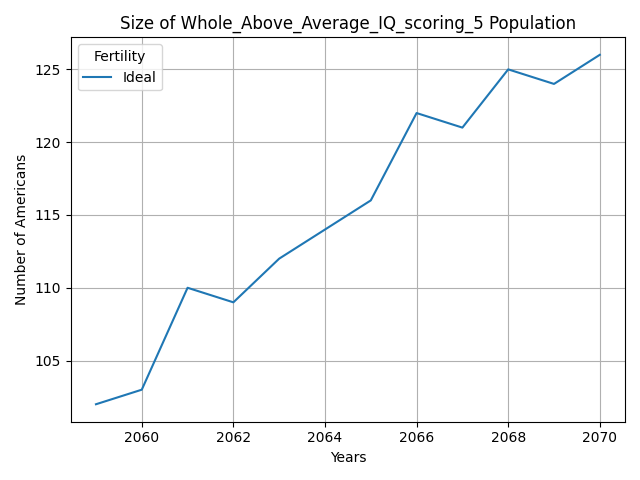 Size of Whole_Above_Average_IQ_scoring_5 Population
Fertility
Ideal
Number of Americans
125
120
115
110
105
2060 2062 2064 2066 2068 2070
Years